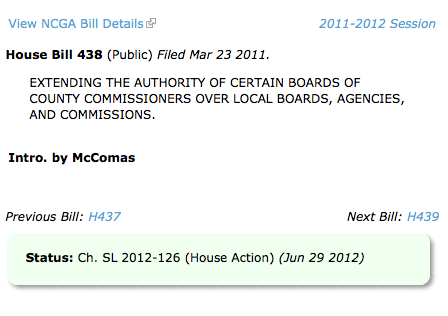 View NCGA Bill Details 2011-2012 Session
House Bill 438 (Public) Filed Mar 23 2011.
EXTENDING THE AUTHORITY OF CERTAIN BOARDS OF
COUNTY COMMISSIONERS OVER LOCAL BOARDS, AGENCIES,
AND COMMISSIONS.
Intro. by McComas
Previous Bill: H437 Next Bill: H439
Status: Ch. SL 2012-126 (House Action) (Jun 29 2012)